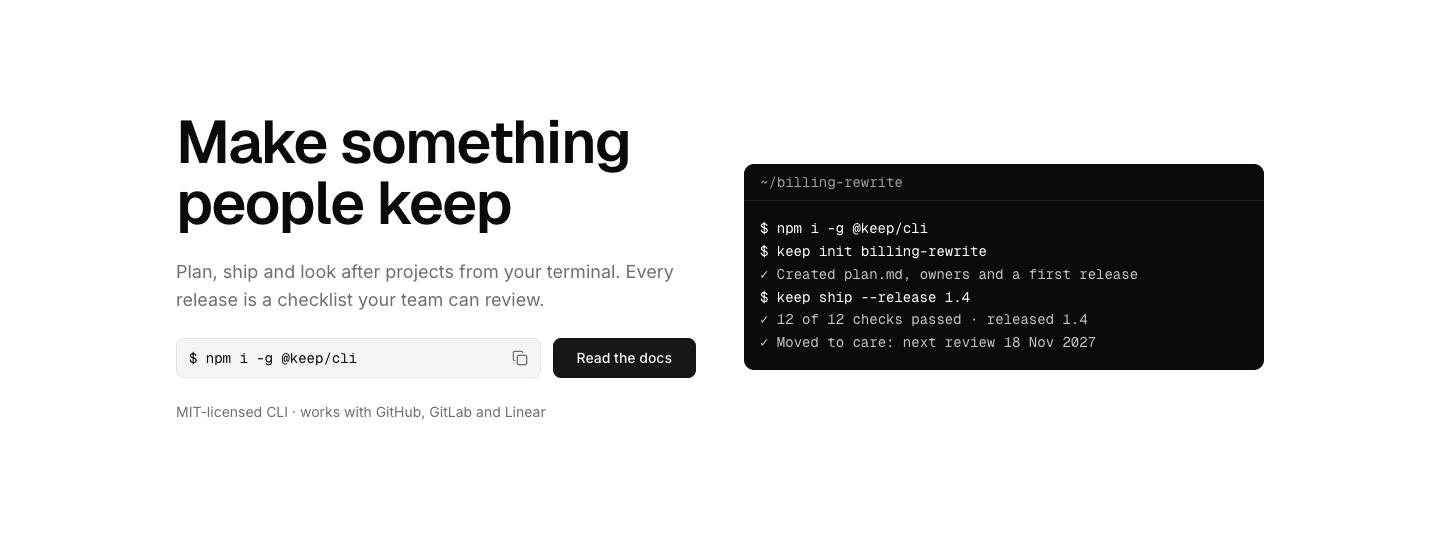 Make something
people keep
Plan, ship and look after projects from your terminal. Every
release is a checklist your team can review.
$ npm i -g @keep/cli
Read the docs
MIT-licensed CLI · works with GitHub, GitLab and Linear
~/billing-rewrite
$ npm i -g @keep/cli
$ keep init billing-rewrite
✓ Created plan.md, owners and a first release
$ keep ship --release 1.4
✓ 12 of 12 checks passed · released 1.4
✓ Moved to care: next review 18 Nov 2027